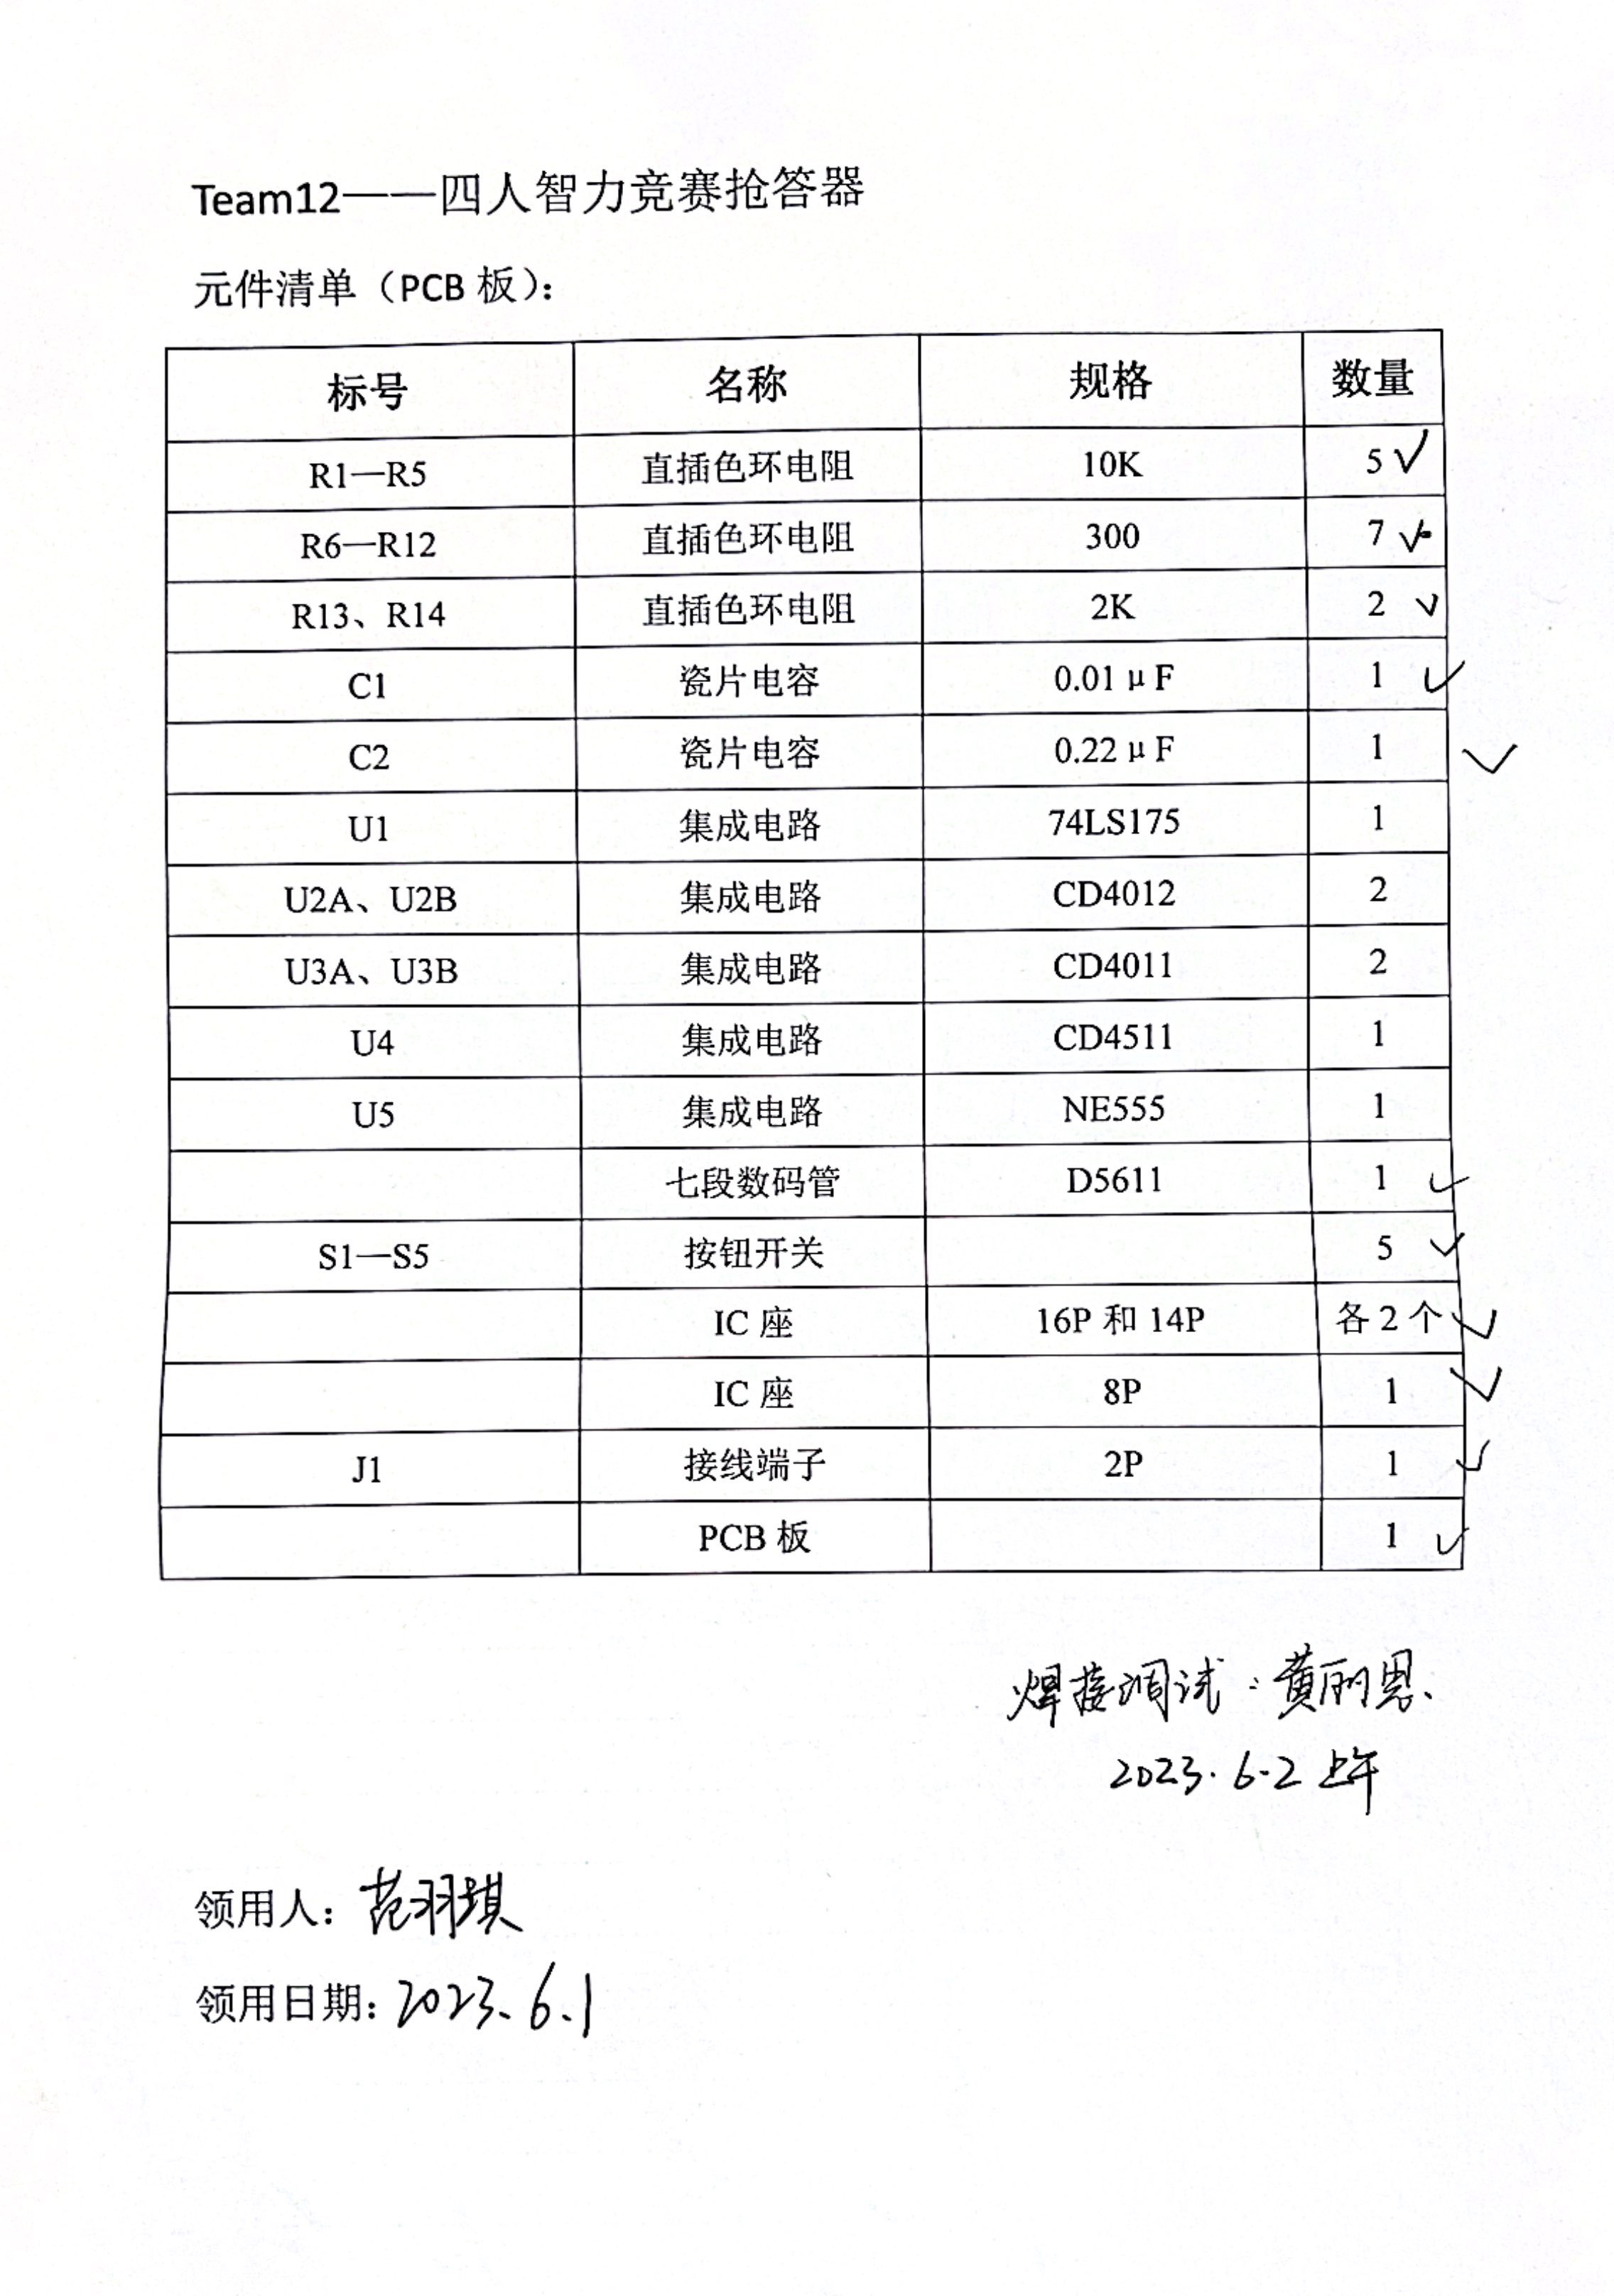 Team12——四人智力竞赛抢答器
元件清单（PCB 板）：
标号 名称 规格 数量
R1—R5 直插色环电阻 10K 5 ✓
R6—R12 直插色环电阻 300 7 ✓
R13、R14 直插色环电阻 2K 2 ✓
C1 瓷片电容 0.01 μF 1 ✓
C2 瓷片电容 0.22 μF 1 ✓
U1 集成电路 74LS175 1
U2A、U2B 集成电路 CD4012 2
U3A、U3B 集成电路 CD4011 2
U4 集成电路 CD4511 1
U5 集成电路 NE555 1
七段数码管 D5611 1 ✓
S1—S5 按钮开关 5 ✓
IC 座 16P 和 14P 各 2 个 ✓
IC 座 8P 1 ✓
J1 接线端子 2P 1 ✓
PCB 板 1 ✓
焊接调试：黄丽恩、
2023.6.2 上午
领用人：范羽琪
领用日期：2023.6.1